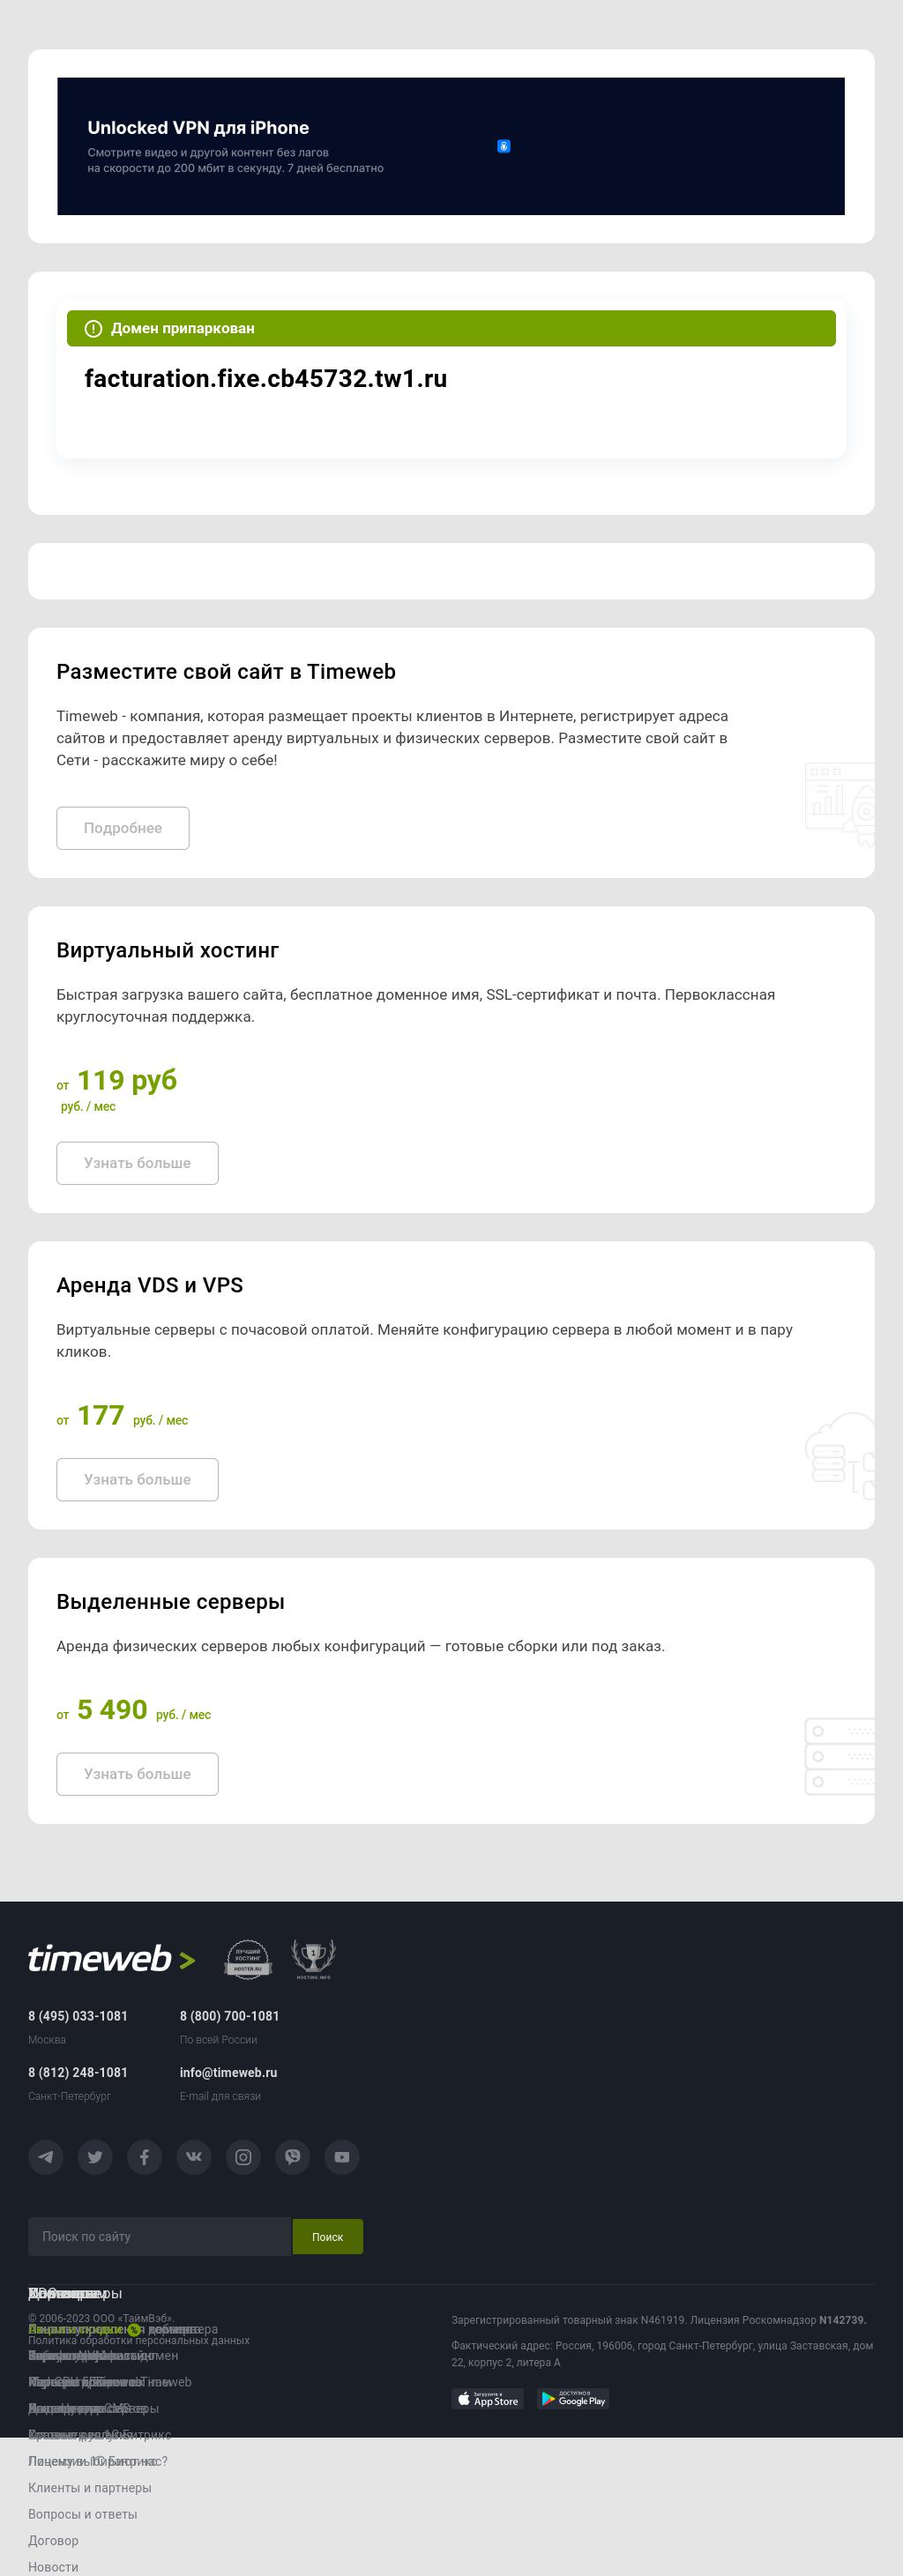 Unlocked VPN для iPhone
Смотрите видео и другой контент без лагов
на скорости до 200 мбит в секунду. 7 дней бесплатно
Домен припаркован
facturation.fixe.cb45732.tw1.ru
Разместите свой сайт в Timeweb
Timeweb - компания, которая размещает проекты клиентов в Интернете, регистрирует адреса
сайтов и предоставляет аренду виртуальных и физических серверов. Разместите свой сайт в
Сети - расскажите миру о себе!
Подробнее
Виртуальный хостинг
Быстрая загрузка вашего сайта, бесплатное доменное имя, SSL-сертификат и почта. Первоклассная
круглосуточная поддержка.
от 119 руб
руб. / мес
Узнать больше
Аренда VDS и VPS
Виртуальные серверы с почасовой оплатой. Меняйте конфигурацию сервера в любой момент и в пару
кликов.
от 177 руб. / мес
Узнать больше
Выделенные серверы
Аренда физических серверов любых конфигураций — готовые сборки или под заказ.
от 5 490 руб. / мес
Узнать больше
timeweb >
ЛУЧШИЙ
ХОСТИНГ
HOSTER.RU
1
HOSTING.INFO
8 (495) 033-1081
Москва
8 (800) 700-1081
По всей России
8 (812) 248-1081
Санкт-Петербург
info@timeweb.ru
E-mail для связи
Поиск по сайту
Поиск
© 2006-2023 ООО «ТаймВэб».
Политика обработки персональных данных
Зарегистрированный товарный знак N461919. Лицензия Роскомнадзор N142739.
Фактический адрес: Россия, 196006, город Санкт-Петербург, улица Заставская, дом
22, корпус 2, литера А
Загрузите в
App Store
ДОСТУПНО В
Google Play
Клиенты и партнеры
Вопросы и ответы
Договор
Новости